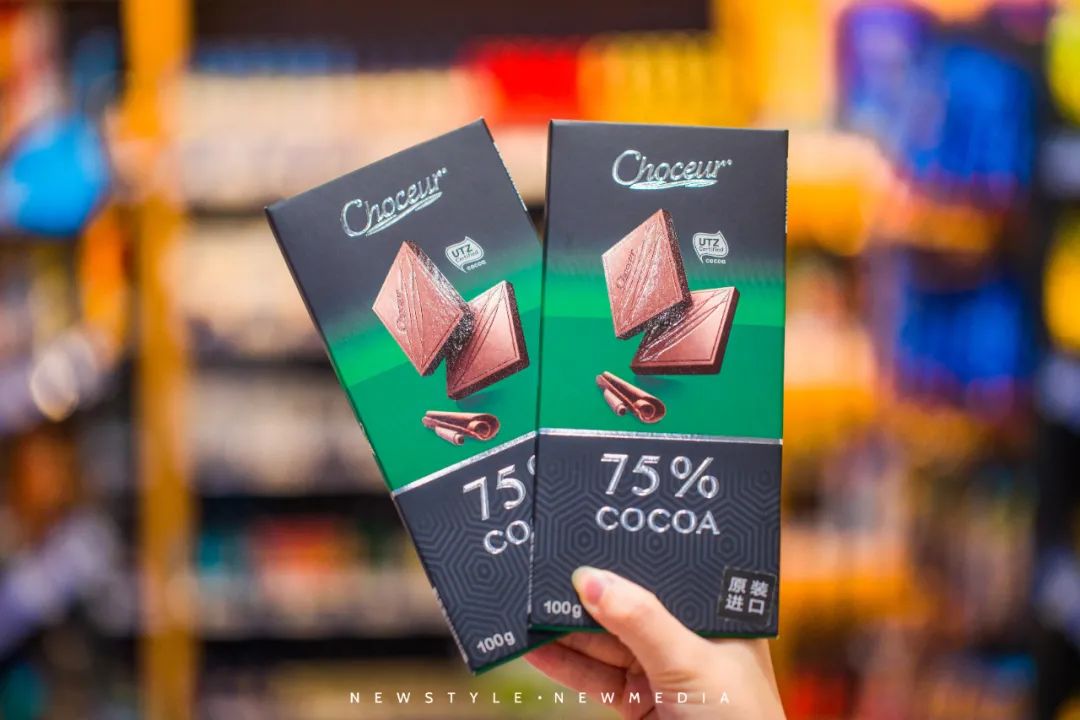 Choceur
UTZ
Certified
cocoa
75%
COCOA
100g
Choceur
UTZ
Certified
cocoa
75%
COCOA
100g
原装
进口
NEWSTYLE·NEWMEDIA